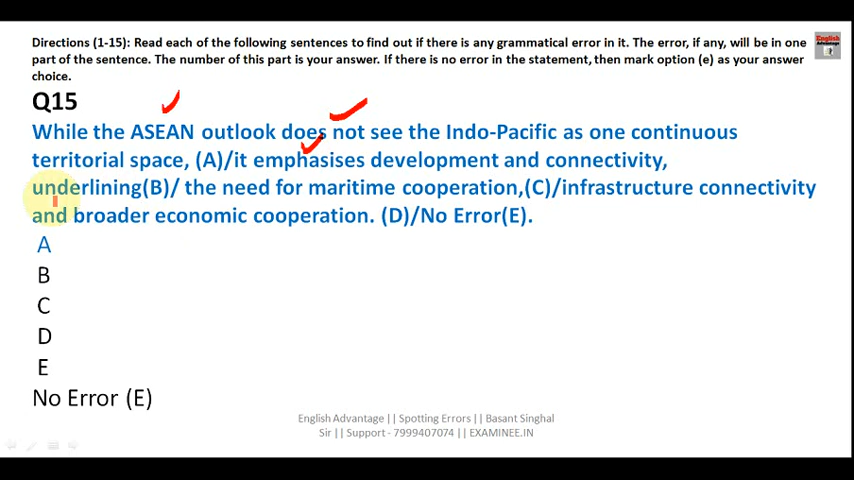 Directions (1-15): Read each of the following sentences to find out if there is any grammatical error in it. The error, if any, will be in one
part of the sentence. The number of this part is your answer. If there is no error in the statement, then mark option (e) as your answer
choice.
English
Advantage
Q15
While the ASEAN outlook does not see the Indo-Pacific as one continuous
territorial space, (A)/it emphasises development and connectivity,
underlining(B)/ the need for maritime cooperation,(C)/infrastructure connectivity
and broader economic cooperation. (D)/No Error(E).
A
B
C
D
E
No Error (E)
English Advantage || Spotting Errors || Basant Singhal
Sir || Support - 7999407074 || EXAMINEE.IN